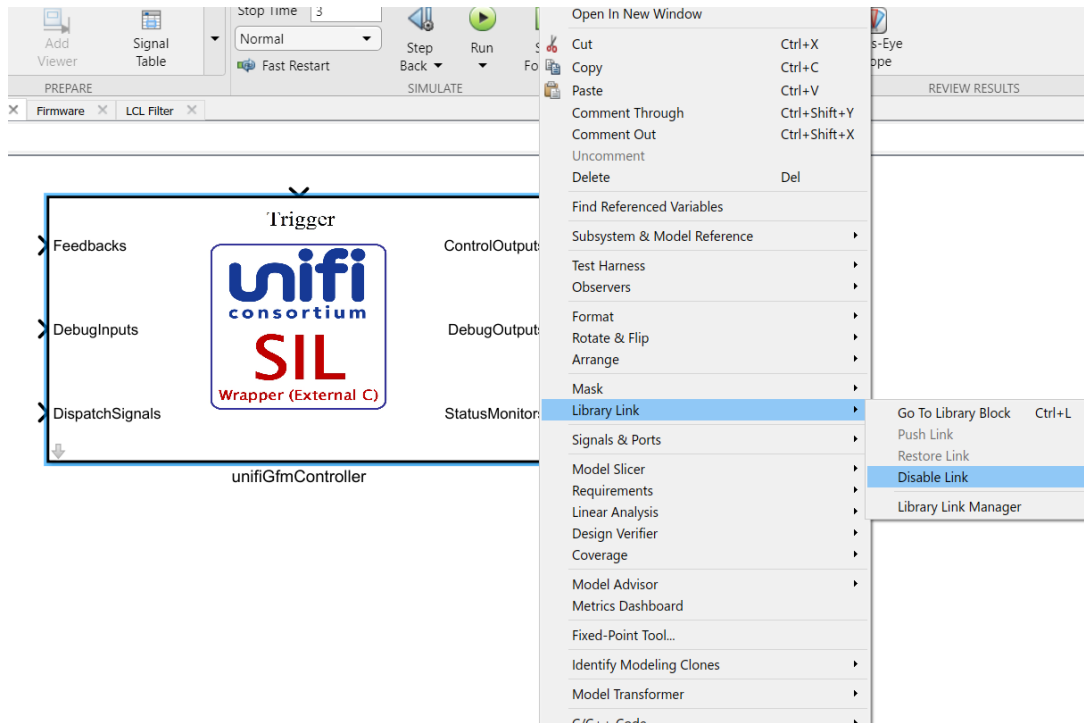 Stop Time 3
Add
Viewer
Signal
Table
Normal
Fast Restart
Step
Back
Run
PREPARE
SIMULATE
REVIEW RESULTS
Firmware
LCL Filter
Trigger
Feedbacks
DebugInputs
DispatchSignals
unifi
consortium
SIL
Wrapper (External C)
ControlOutputs
DebugOutputs
StatusMonitor
unifiGfmController
Open In New Window
Cut Ctrl+X
Copy Ctrl+C
Paste Ctrl+V
Comment Through Ctrl+Shift+Y
Comment Out Ctrl+Shift+X
Uncomment
Delete Del
Find Referenced Variables
Subsystem & Model Reference
Test Harness
Observers
Format
Rotate & Flip
Arrange
Mask
Library Link
Signals & Ports
Model Slicer
Requirements
Linear Analysis
Design Verifier
Coverage
Model Advisor
Metrics Dashboard
Fixed-Point Tool...
Identify Modeling Clones
Model Transformer
C/C++ Code
Go To Library Block Ctrl+L
Push Link
Restore Link
Disable Link
Library Link Manager